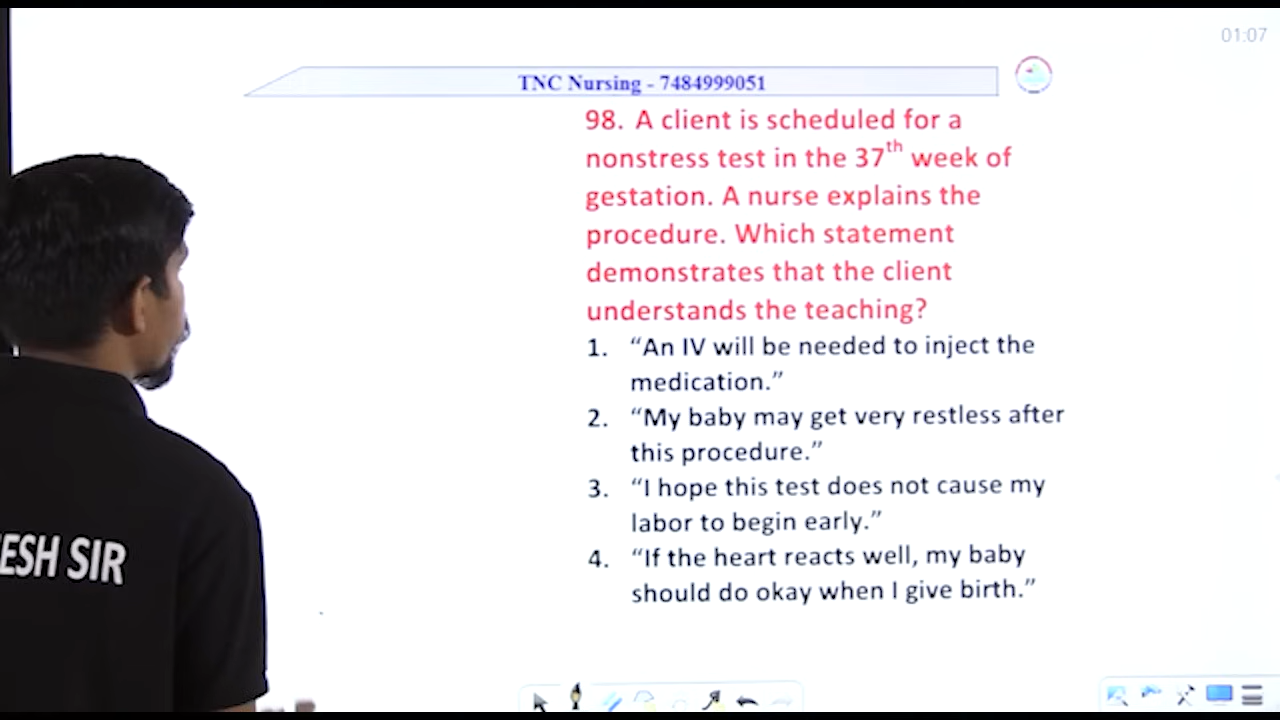 01:07
TNC Nursing - 7484999051
98. A client is scheduled for a
nonstress test in the 37th week of
gestation. A nurse explains the
procedure. Which statement
demonstrates that the client
understands the teaching?
1. “An IV will be needed to inject the
medication.”
2. “My baby may get very restless after
this procedure.”
3. “I hope this test does not cause my
labor to begin early.”
4. “If the heart reacts well, my baby
should do okay when I give birth.”
ESH SIR